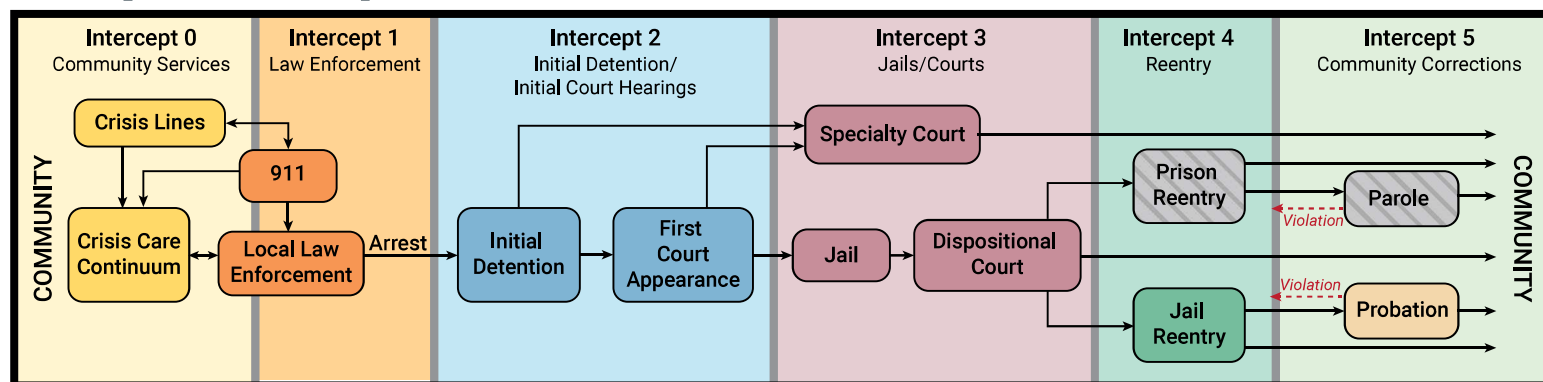 Intercept 0
Community Services
Intercept 1
Law Enforcement
Intercept 2
Initial Detention/
Initial Court Hearings
Intercept 3
Jails/Courts
Intercept 4
Reentry
Intercept 5
Community Corrections
COMMUNITY
Crisis Lines
911
Crisis Care
Continuum
Local Law
Enforcement
Arrest
Initial
Detention
First
Court
Appearance
Specialty Court
Jail
Dispositional
Court
Prison
Reentry
Violation
Parole
Jail
Reentry
Violation
Probation
COMMUNITY